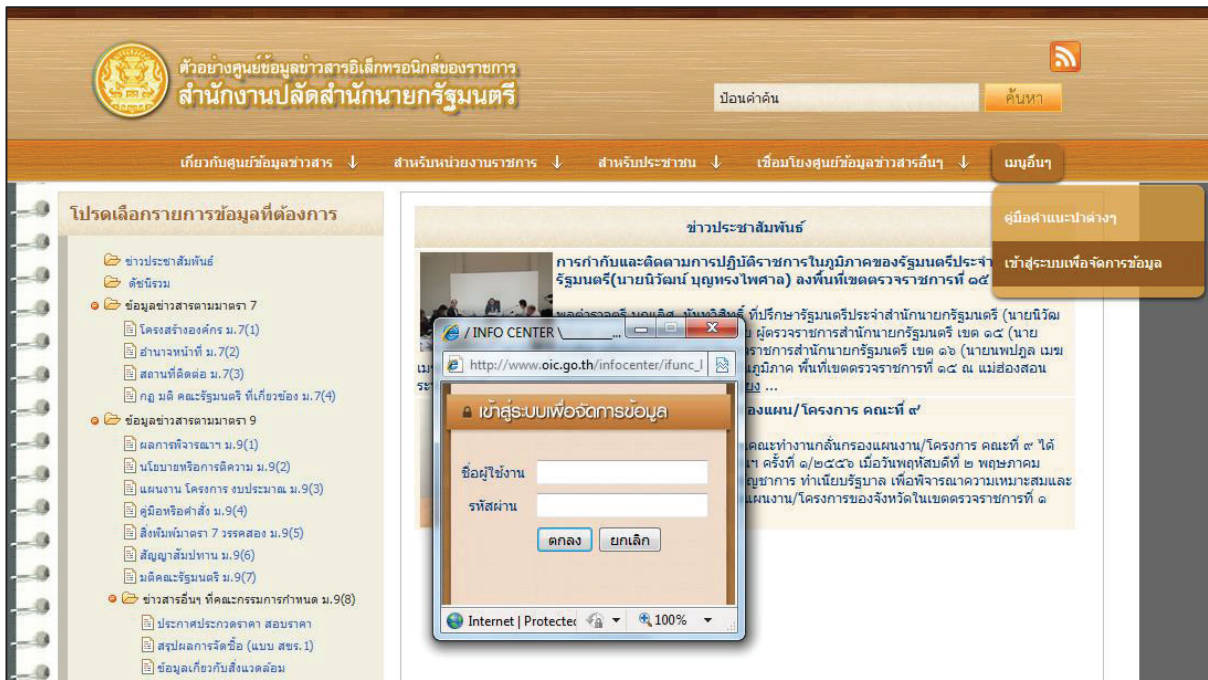 ตัวอย่างศูนย์ข้อมูลข่าวสารอิเล็กทรอนิกส์ของราชการ
สำนักงานปลัดสำนักนายกรัฐมนตรี
ป้อนคำค้น
ค้นหา
เกี่ยวกับศูนย์ข้อมูลข่าวสาร ↓ สำหรับหน่วยงานราชการ ↓ สำหรับประชาชน ↓ เชื่อมโยงศูนย์ข้อมูลข่าวสารอื่นๆ ↓ เมนูอื่นๆ
คู่มือคำแนะนำต่างๆ
เข้าสู่ระบบเพื่อจัดการข้อมูล
โปรดเลือกรายการข้อมูลที่ต้องการ
ข่าวประชาสัมพันธ์
ดัชนีรวม
ข้อมูลข่าวสารตามมาตรา 7
โครงสร้างองค์กร ม.7(1)
อำนาจหน้าที่ ม.7(2)
สถานที่ติดต่อ ม.7(3)
กฎ มติ คณะรัฐมนตรี ที่เกี่ยวข้อง ม.7(4)
ข้อมูลข่าวสารตามมาตรา 9
ผลการพิจารณาฯ ม.9(1)
นโยบายหรือการตีความ ม.9(2)
แผนงาน โครงการ งบประมาณ ม.9(3)
คู่มือหรือคำสั่ง ม.9(4)
สิ่งพิมพ์มาตรา 7 วรรคสอง ม.9(5)
สัญญาสัมปทาน ม.9(6)
มติคณะรัฐมนตรี ม.9(7)
ข่าวสารอื่นๆ ที่คณะกรรมการกำหนด ม.9(8)
ประกาศประกวดราคา สอบราคา
สรุปผลการจัดซื้อ (แบบ สขร.1)
ข้อมูลเกี่ยวกับสิ่งแวดล้อม
ข่าวประชาสัมพันธ์
การกำกับและติดตามการปฏิบัติราชการในภูมิภาคของรัฐมนตรีประจำ
รัฐมนตรี(นายนิวัฒน์ บุญทรงไพศาล) ลงพื้นที่เขตตรวจราชการที่ ๑๕
ที่ปรึกษารัฐมนตรีประจำสำนักนายกรัฐมนตรี (นายนิวัฒ
ผู้ตรวจราชการสำนักนายกรัฐมนตรี เขต ๑๕ (นาย
ราชการสำนักนายกรัฐมนตรี เขต ๑๖ (นายนพปฎล เมฆ
ภูมิภาค พื้นที่เขตตรวจราชการที่ ๑๕ ณ แม่ฮ่องสอน
...
องแผน/โครงการ คณะที่ ๙
คณะทำงานกลั่นกรองแผนงาน/โครงการ คณะที่ ๙ ได้
ครั้งที่ ๑/๒๕๕๖ เมื่อวันพฤหัสบดีที่ ๒ พฤษภาคม
ญชาการ ทำเนียบรัฐบาล เพื่อพิจารณาความเหมาะสมและ
แผนงาน/โครงการของจังหวัดในเขตตรวจราชการที่ ๑
/ INFO CENTER \_______ ...
http://www.oic.go.th/infocenter/ifunc_l
เข้าสู่ระบบเพื่อจัดการข้อมูล
ชื่อผู้ใช้งาน
รหัสผ่าน
ตกลง ยกเลิก
Internet | Protected 100%